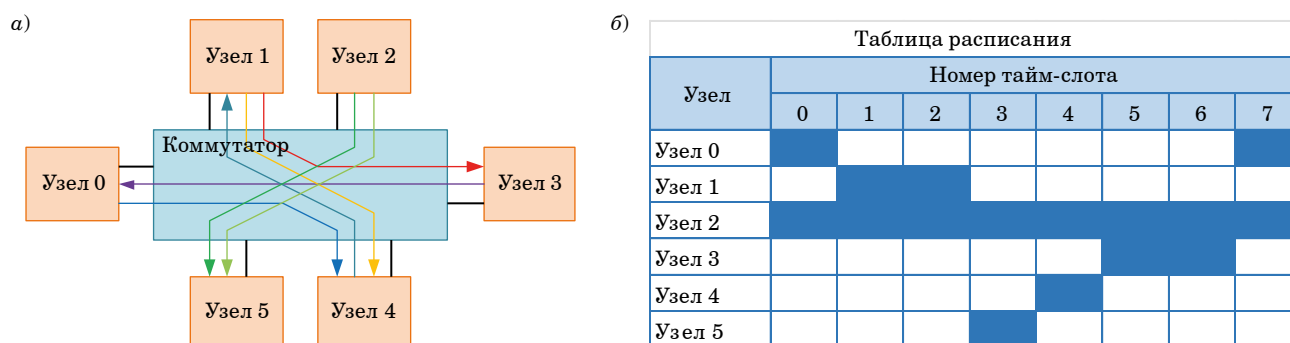 а)
Узел 1
Узел 2
Коммутатор
Узел 0
Узел 3
Узел 5
Узел 4
б)
Таблица расписания
Узел
Номер тайм-слота
0 1 2 3 4 5 6 7
Узел 0
Узел 1
Узел 2
Узел 3
Узел 4
Узел 5